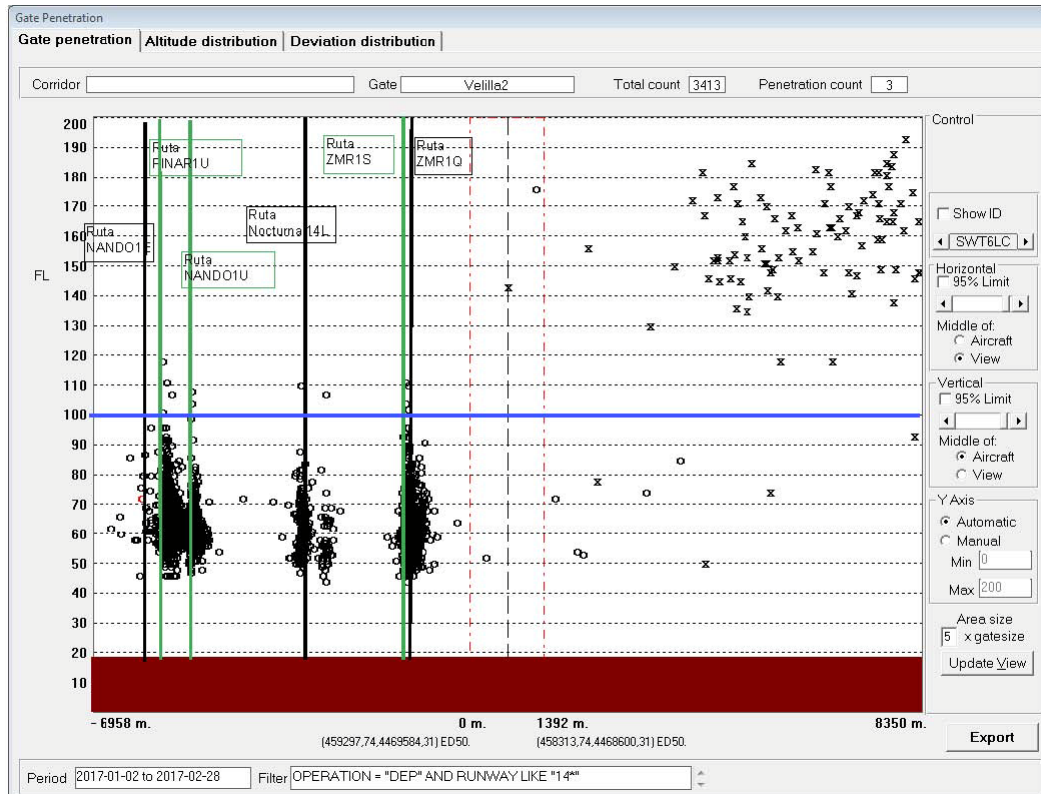 Gate Penetration
Gate penetration Altitude distribution Deviation distribution
Corridor Gate Velilla2 Total count 3413 Penetration count 3
Control
200
190
180
170
160
150
140
130
120
110
100
90
80
70
60
50
40
30
20
10
FL
Ruta
PINAR1U
Ruta
ZMR1S
Ruta
ZMR1Q
Ruta
Nocturna 14L
Ruta
NANDO1E
Ruta
NANDO1U
Show ID
SWT6LC
Horizontal
95% Limit
Middle of:
Aircraft
View
Vertical
95% Limit
Middle of:
Aircraft
View
Y Axis
Automatic
Manual
Min 0
Max 200
Area size
5 x gatesize
Update View
- 6958 m. 0 m. 1392 m. 8350 m.
(459297,74,4469584,31) ED50. (458313,74,4468600,31) ED50.
Export
Period 2017-01-02 to 2017-02-28 Filter OPERATION = "DEP" AND RUNWAY LIKE "14*"